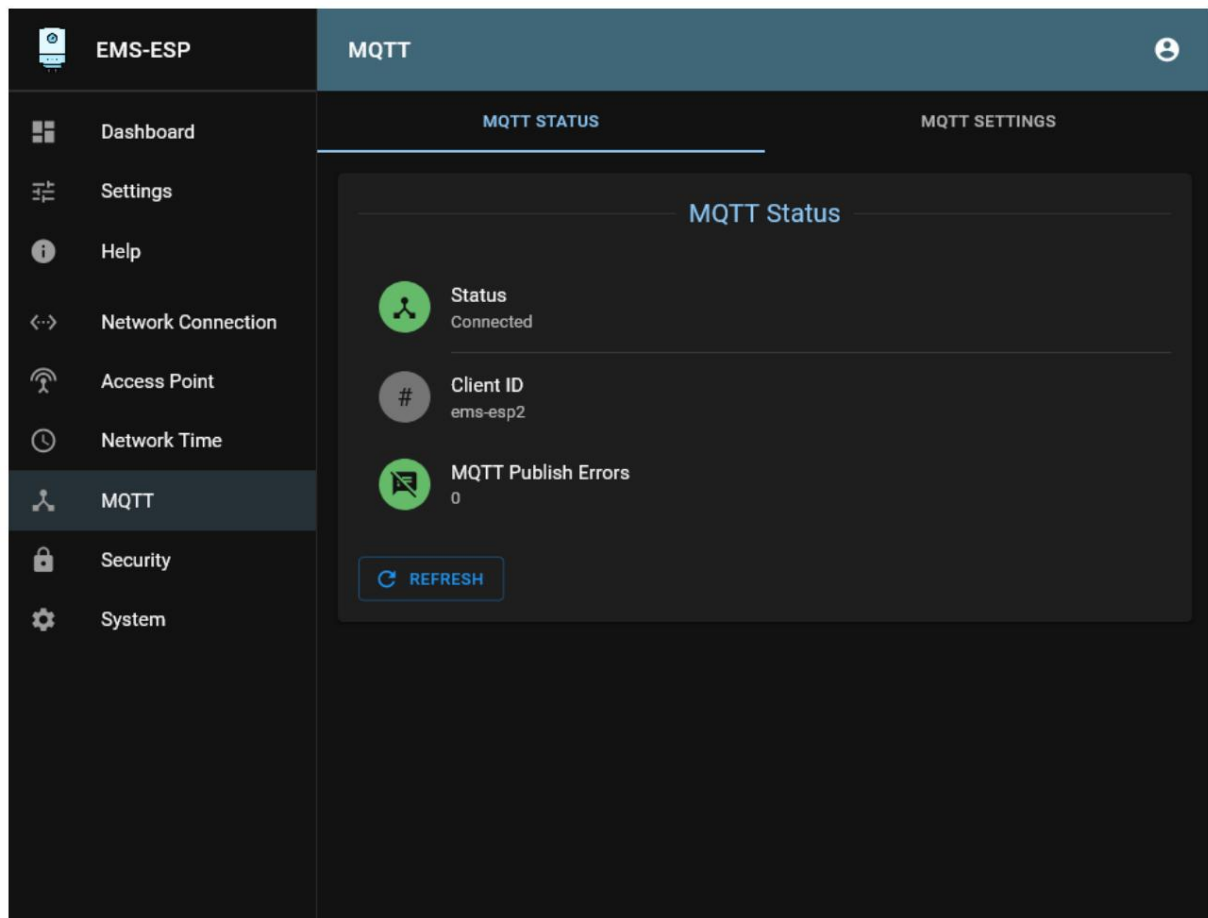 EMS-ESP
MQTT
Dashboard
Settings
Help
Network Connection
Access Point
Network Time
MQTT
Security
System
MQTT STATUS
MQTT SETTINGS
MQTT Status
Status
Connected
#
Client ID
ems-esp2
MQTT Publish Errors
0
REFRESH